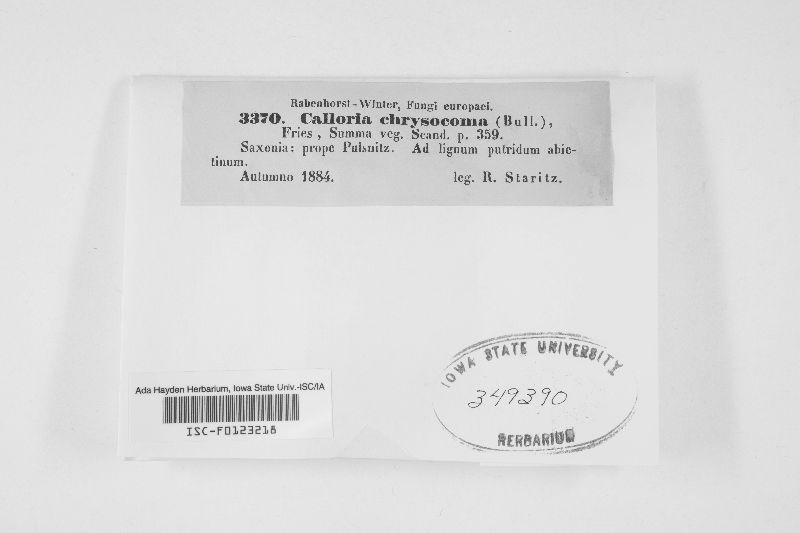 Rabenhorst-Winter, Fungi europaei.
3370. Calloria chrysocoma (Bull.),
Fries, Summa veg. Scand. p. 359.
Saxonia: prope Pulsnitz. Ad lignum putridum abie-
tinum.
Autumno 1884. leg. R. Staritz.
IOWA STATE UNIVERSITY
349390
HERBARIUM
Ada Hayden Herbarium, Iowa State Univ.-ISC/IA
ISC-F0123218